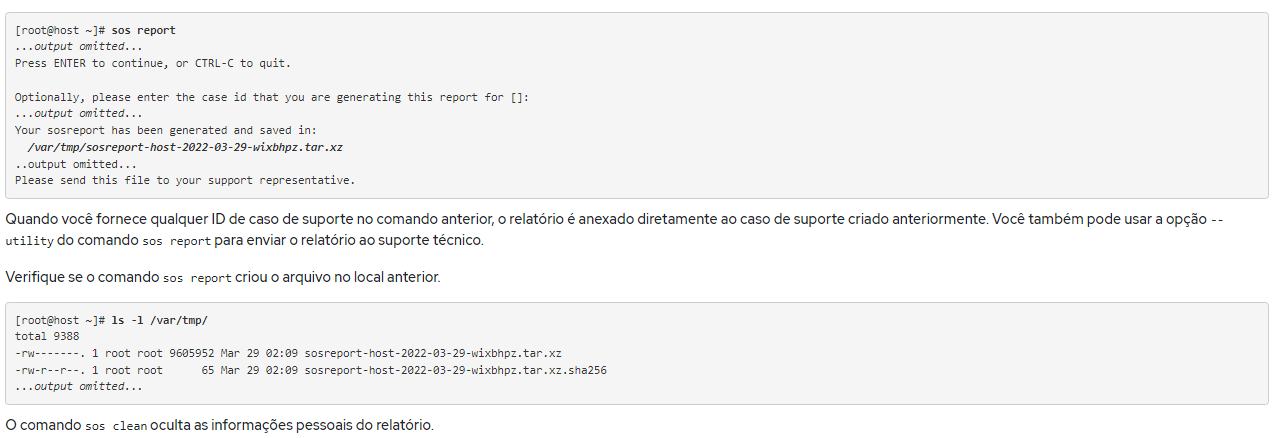 [root@host ~]# sos report
...output omitted...
Press ENTER to continue, or CTRL-C to quit.
Optionally, please enter the case id that you are generating this report for []:
...output omitted...
Your sosreport has been generated and saved in:
  /var/tmp/sosreport-host-2022-03-29-wixbhpz.tar.xz
..output omitted...
Please send this file to your support representative.
Quando você fornece qualquer ID de caso de suporte no comando anterior, o relatório é anexado diretamente ao caso de suporte criado anteriormente. Você também pode usar a opção --
utility do comando sos report para enviar o relatório ao suporte técnico.
Verifique se o comando sos report criou o arquivo no local anterior.
[root@host ~]# ls -l /var/tmp/
total 9388
-rw-------. 1 root root 9605952 Mar 29 02:09 sosreport-host-2022-03-29-wixbhpz.tar.xz
-rw-r--r--. 1 root root      65 Mar 29 02:09 sosreport-host-2022-03-29-wixbhpz.tar.xz.sha256
...output omitted...
O comando sos clean oculta as informações pessoais do relatório.